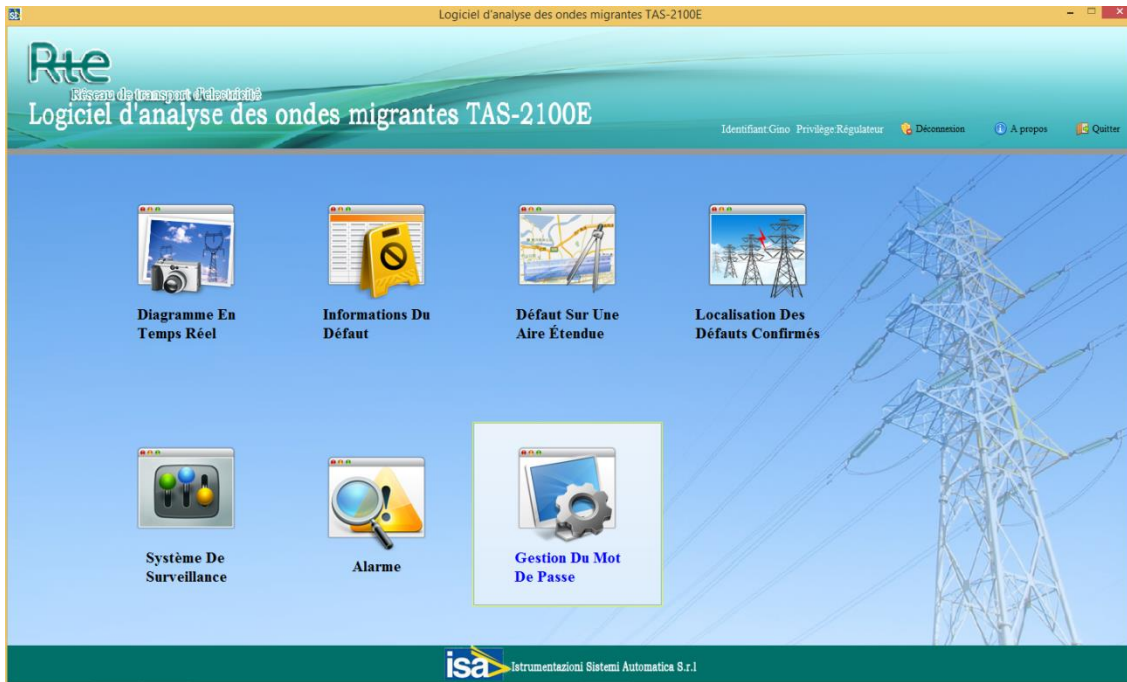 Logiciel d'analyse des ondes migrantes TAS-2100E
Rte
Réseau de transport d'electricité
Logiciel d'analyse des ondes migrantes TAS-2100E
Identifiant:Gino Privilège:Régulateur
Déconnexion
A propos
Quitter
Diagramme En
Temps Réel
Informations Du
Défaut
Défaut Sur Une
Aire Étendue
Localisation Des
Défauts Confirmés
Système De
Surveillance
Alarme
Gestion Du Mot
De Passe
isa
Istrumentazioni Sistemi Automatica S.r.l